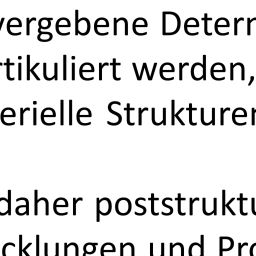 vergebene Determ
rtikuliert werden,
erielle Strukturen
daher poststruktu
cklungen und Pro